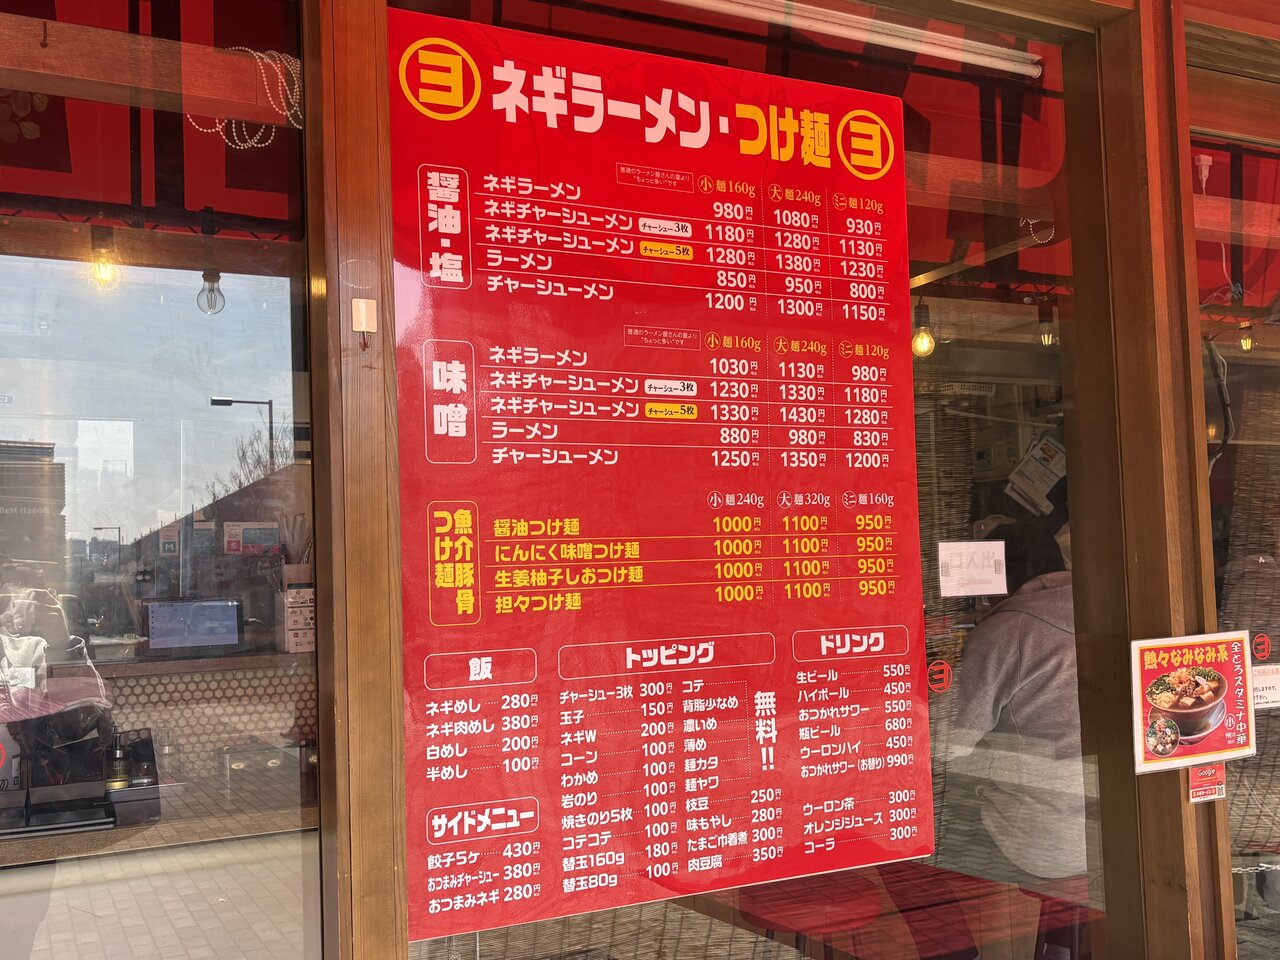 ヨ ネギラーメン・つけ麺 ヨ
醤油・塩
普通のラーメン屋さんの量より
"ちょっと多い"です
小 麺160g 大 麺240g ミニ 麺120g
ネギラーメン 980円 1080円 930円
ネギチャーシューメン チャーシュー3枚 1180円 1280円 1130円
ネギチャーシューメン チャーシュー5枚 1280円 1380円 1230円
ラーメン 850円 950円 800円
チャーシューメン 1200円 1300円 1150円
味噌
普通のラーメン屋さんの量より
"ちょっと多い"です
小 麺160g 大 麺240g ミニ 麺120g
ネギラーメン 1030円 1130円 980円
ネギチャーシューメン チャーシュー3枚 1230円 1330円 1180円
ネギチャーシューメン チャーシュー5枚 1330円 1430円 1280円
ラーメン 880円 980円 830円
チャーシューメン 1250円 1350円 1200円
魚介豚骨
つけ麺
小 麺240g 大 麺320g ミニ 麺160g
醤油つけ麺 1000円 1100円 950円
にんにく味噌つけ麺 1000円 1100円 950円
生姜柚子しおつけ麺 1000円 1100円 950円
担々つけ麺 1000円 1100円 950円
飯
ネギめし 280円
ネギ肉めし 380円
白めし 200円
半めし 100円
サイドメニュー
餃子5ヶ 430円
おつまみチャーシュー 380円
おつまみネギ 280円
トッピング
チャーシュー3枚 300円
玉子 150円
ネギW 200円
コーン 100円
わかめ 100円
岩のり 100円
焼きのり5枚 100円
コテコテ 100円
替玉160g 180円
替玉80g 100円
コテ
背脂少なめ
濃いめ
薄め
麺カタ
麺ヤワ
無料!!
枝豆 250円
味もやし 280円
たまご巾着煮 300円
肉豆腐 350円
ドリンク
生ビール 550円
ハイボール 450円
おつかれサワー 550円
瓶ビール 680円
ウーロンハイ 450円
おつかれサワー(お替り) 990円
ウーロン茶 300円
オレンジジュース 300円
コーラ 300円
出入口
ヨ
熱々なみなみ系
全とろスタミナ中華
小
Google